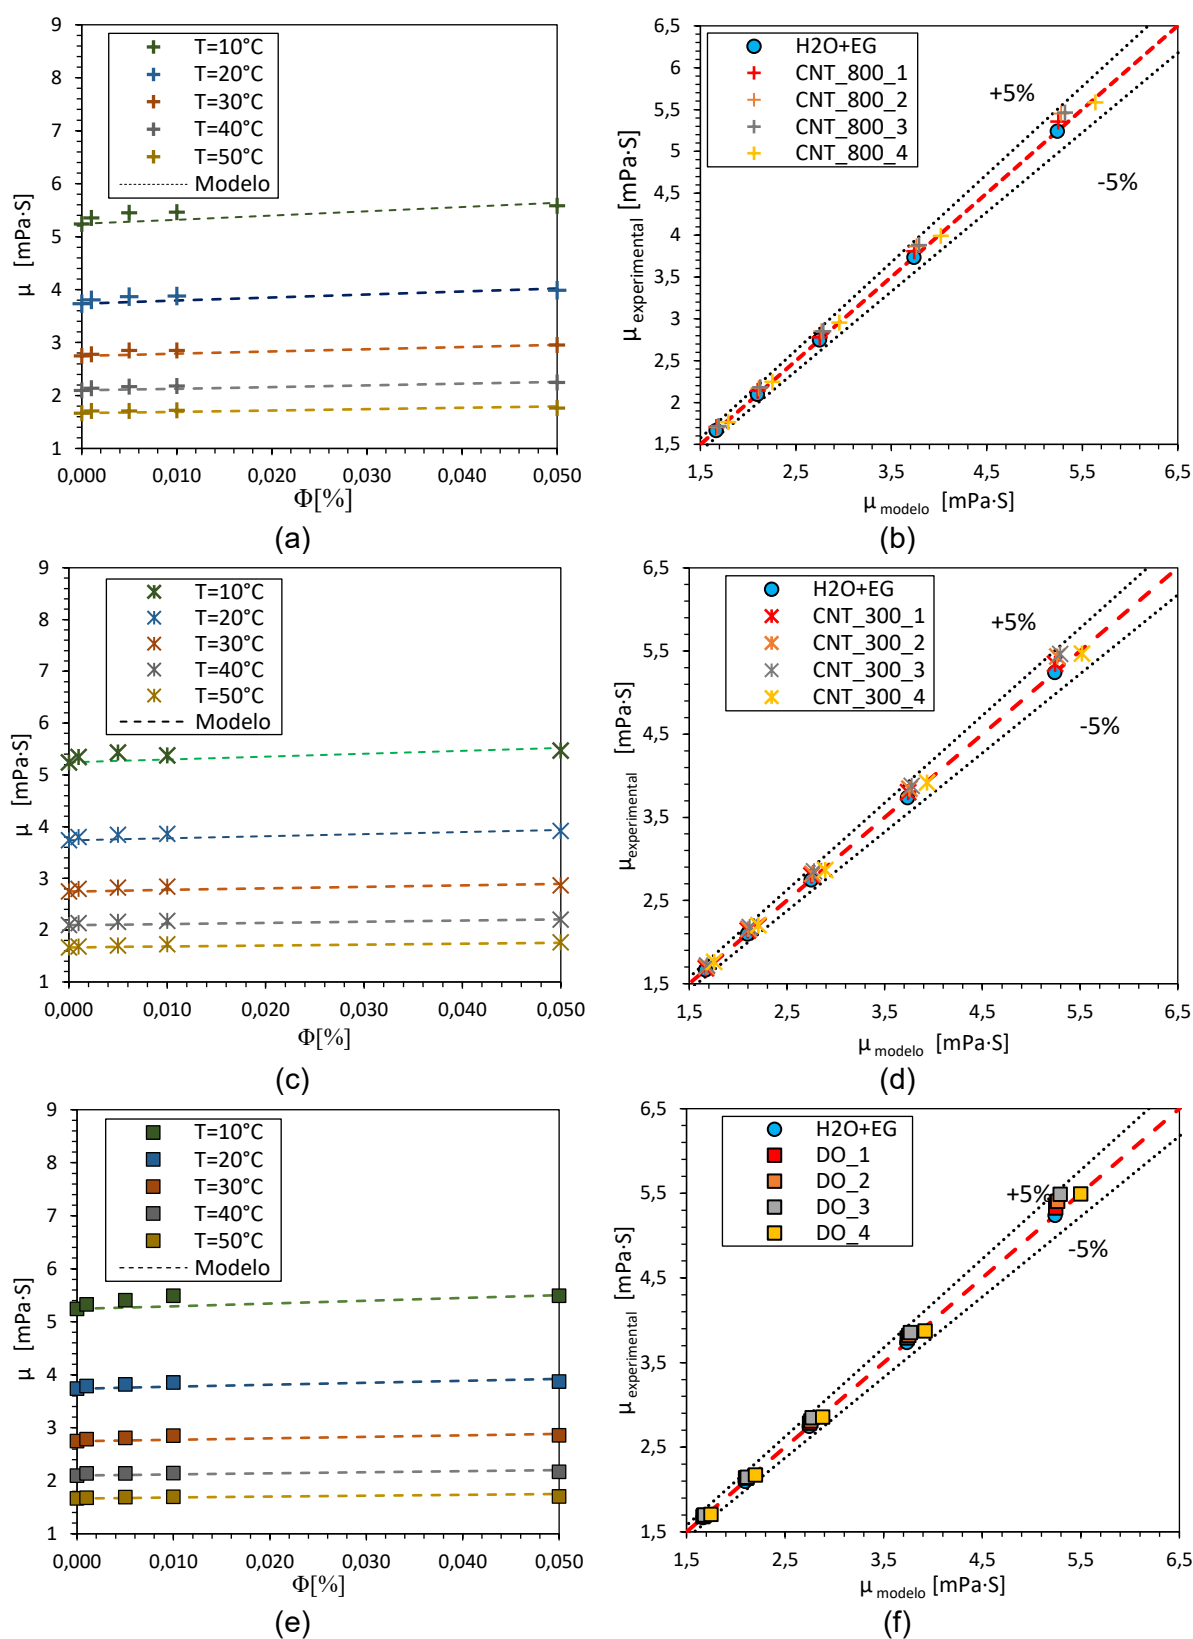 9
8
7
6
5
4
3
2
1
μ [mPa·S]
T=10°C
T=20°C
T=30°C
T=40°C
T=50°C
Modelo
0,000 0,010 0,020 0,030 0,040 0,050
Φ[%]
(a)
6,5
5,5
4,5
3,5
2,5
1,5
μ experimental [mPa·S]
H2O+EG
CNT_800_1
CNT_800_2
CNT_800_3
CNT_800_4
+5%
-5%
1,5 2,5 3,5 4,5 5,5 6,5
μ modelo [mPa·S]
(b)
9
8
7
6
5
4
3
2
1
μ [mPa·S]
T=10°C
T=20°C
T=30°C
T=40°C
T=50°C
Modelo
0,000 0,010 0,020 0,030 0,040 0,050
Φ[%]
(c)
6,5
5,5
4,5
3,5
2,5
1,5
μexperimental [mPa·S]
H2O+EG
CNT_300_1
CNT_300_2
CNT_300_3
CNT_300_4
+5%
-5%
1,5 2,5 3,5 4,5 5,5 6,5
μ modelo [mPa·S]
(d)
9
8
7
6
5
4
3
2
1
μ [mPa·S]
T=10°C
T=20°C
T=30°C
T=40°C
T=50°C
Modelo
0,000 0,010 0,020 0,030 0,040 0,050
Φ[%]
(e)
6,5
5,5
4,5
3,5
2,5
1,5
μ experimental [mPa·S]
H2O+EG
DO_1
DO_2
DO_3
DO_4
+5%
-5%
1,5 2,5 3,5 4,5 5,5 6,5
μ modelo [mPa·S]
(f)